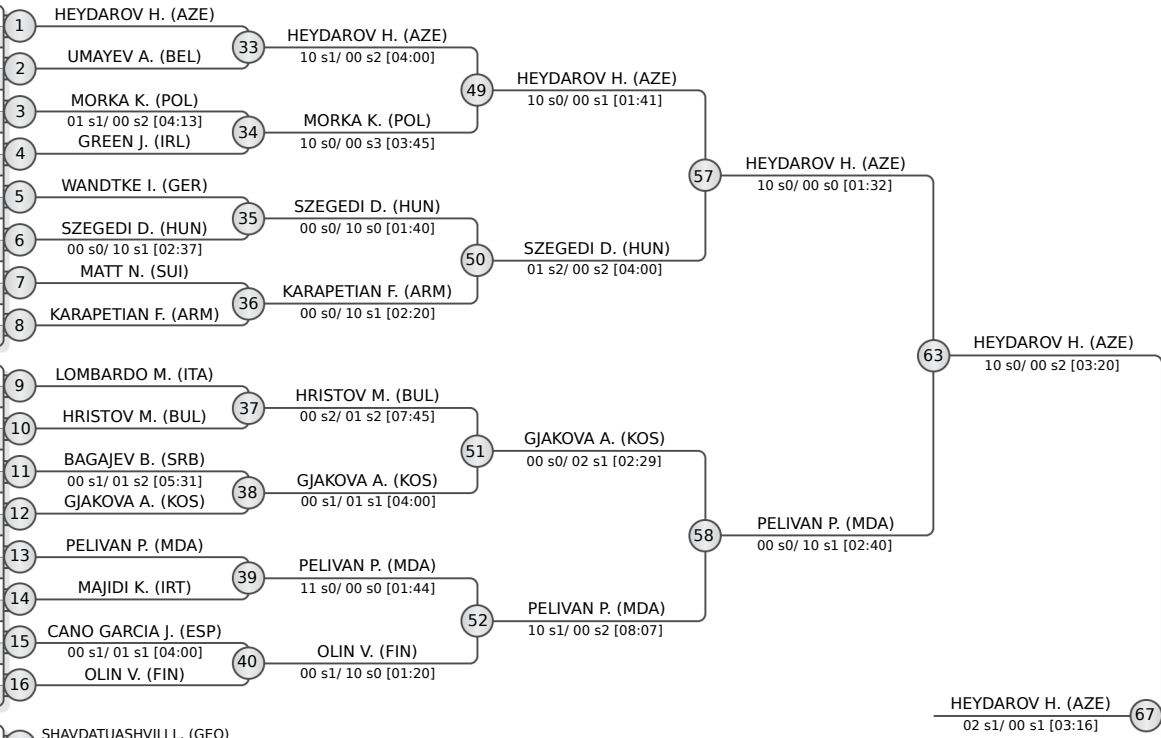 1 HEYDAROV H. (AZE)
2 UMAYEV A. (BEL)
33 HEYDAROV H. (AZE)
10 s1/ 00 s2 [04:00]
3 MORKA K. (POL)
01 s1/ 00 s2 [04:13]
4 GREEN J. (IRL)
34 MORKA K. (POL)
10 s0/ 00 s3 [03:45]
49 HEYDAROV H. (AZE)
10 s0/ 00 s1 [01:41]
5 WANDTKE I. (GER)
6 SZEGEDI D. (HUN)
00 s0/ 10 s1 [02:37]
35 SZEGEDI D. (HUN)
00 s0/ 10 s0 [01:40]
7 MATT N. (SUI)
8 KARAPETIAN F. (ARM)
36 KARAPETIAN F. (ARM)
00 s0/ 10 s1 [02:20]
50 SZEGEDI D. (HUN)
01 s2/ 00 s2 [04:00]
57 HEYDAROV H. (AZE)
10 s0/ 00 s0 [01:32]
9 LOMBARDO M. (ITA)
10 HRISTOV M. (BUL)
37 HRISTOV M. (BUL)
00 s2/ 01 s2 [07:45]
11 BAGAJEV B. (SRB)
00 s1/ 01 s2 [05:31]
12 GJAKOVA A. (KOS)
38 GJAKOVA A. (KOS)
00 s1/ 01 s1 [04:00]
51 GJAKOVA A. (KOS)
00 s0/ 02 s1 [02:29]
13 PELIVAN P. (MDA)
14 MAJIDI K. (IRT)
39 PELIVAN P. (MDA)
11 s0/ 00 s0 [01:44]
15 CANO GARCIA J. (ESP)
00 s1/ 01 s1 [04:00]
16 OLIN V. (FIN)
40 OLIN V. (FIN)
00 s1/ 10 s0 [01:20]
52 PELIVAN P. (MDA)
10 s1/ 00 s2 [08:07]
58 PELIVAN P. (MDA)
00 s0/ 10 s1 [02:40]
63 HEYDAROV H. (AZE)
10 s0/ 00 s2 [03:20]
HEYDAROV H. (AZE) 67
02 s1/ 00 s1 [03:16]
SHAVDATUASHVILI L. (GEO)